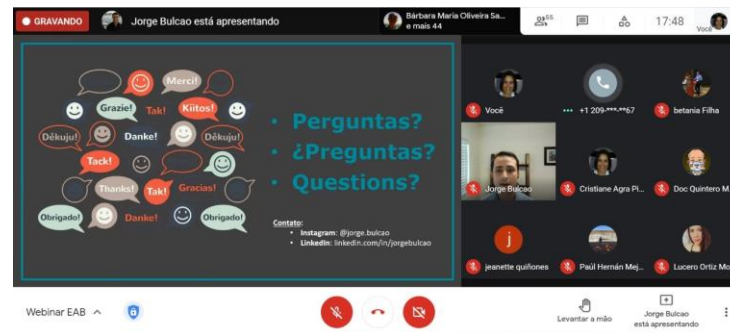 GRAVANDO
Jorge Bulcao está apresentando
Bárbara Maria Oliveira Sa...
e mais 44
55
17:48
Você
Merci!
Grazie!
Tak!
Kiitos!
Děkuju!
Danke!
Děkuju!
Tack!
Thanks!
Tak!
Gracias!
Obrigado!
Danke!
Obrigado!
• Perguntas?
• ¿Preguntas?
• Questions?
Contato:
• Instagram: @jorge.bulcao
• Linkedin: linkedin.com/in/jorgebulcao
Você
+1 209-***-**67
betania Filha
Jorge Bulcao
Cristiane Agra Pi...
Doc Quintero M.
j
jeanette quiñones
Paúl Hernán Mej...
Lucero Ortiz Mo
Webinar EAB
Levantar a mão
Jorge Bulcao
está apresentando